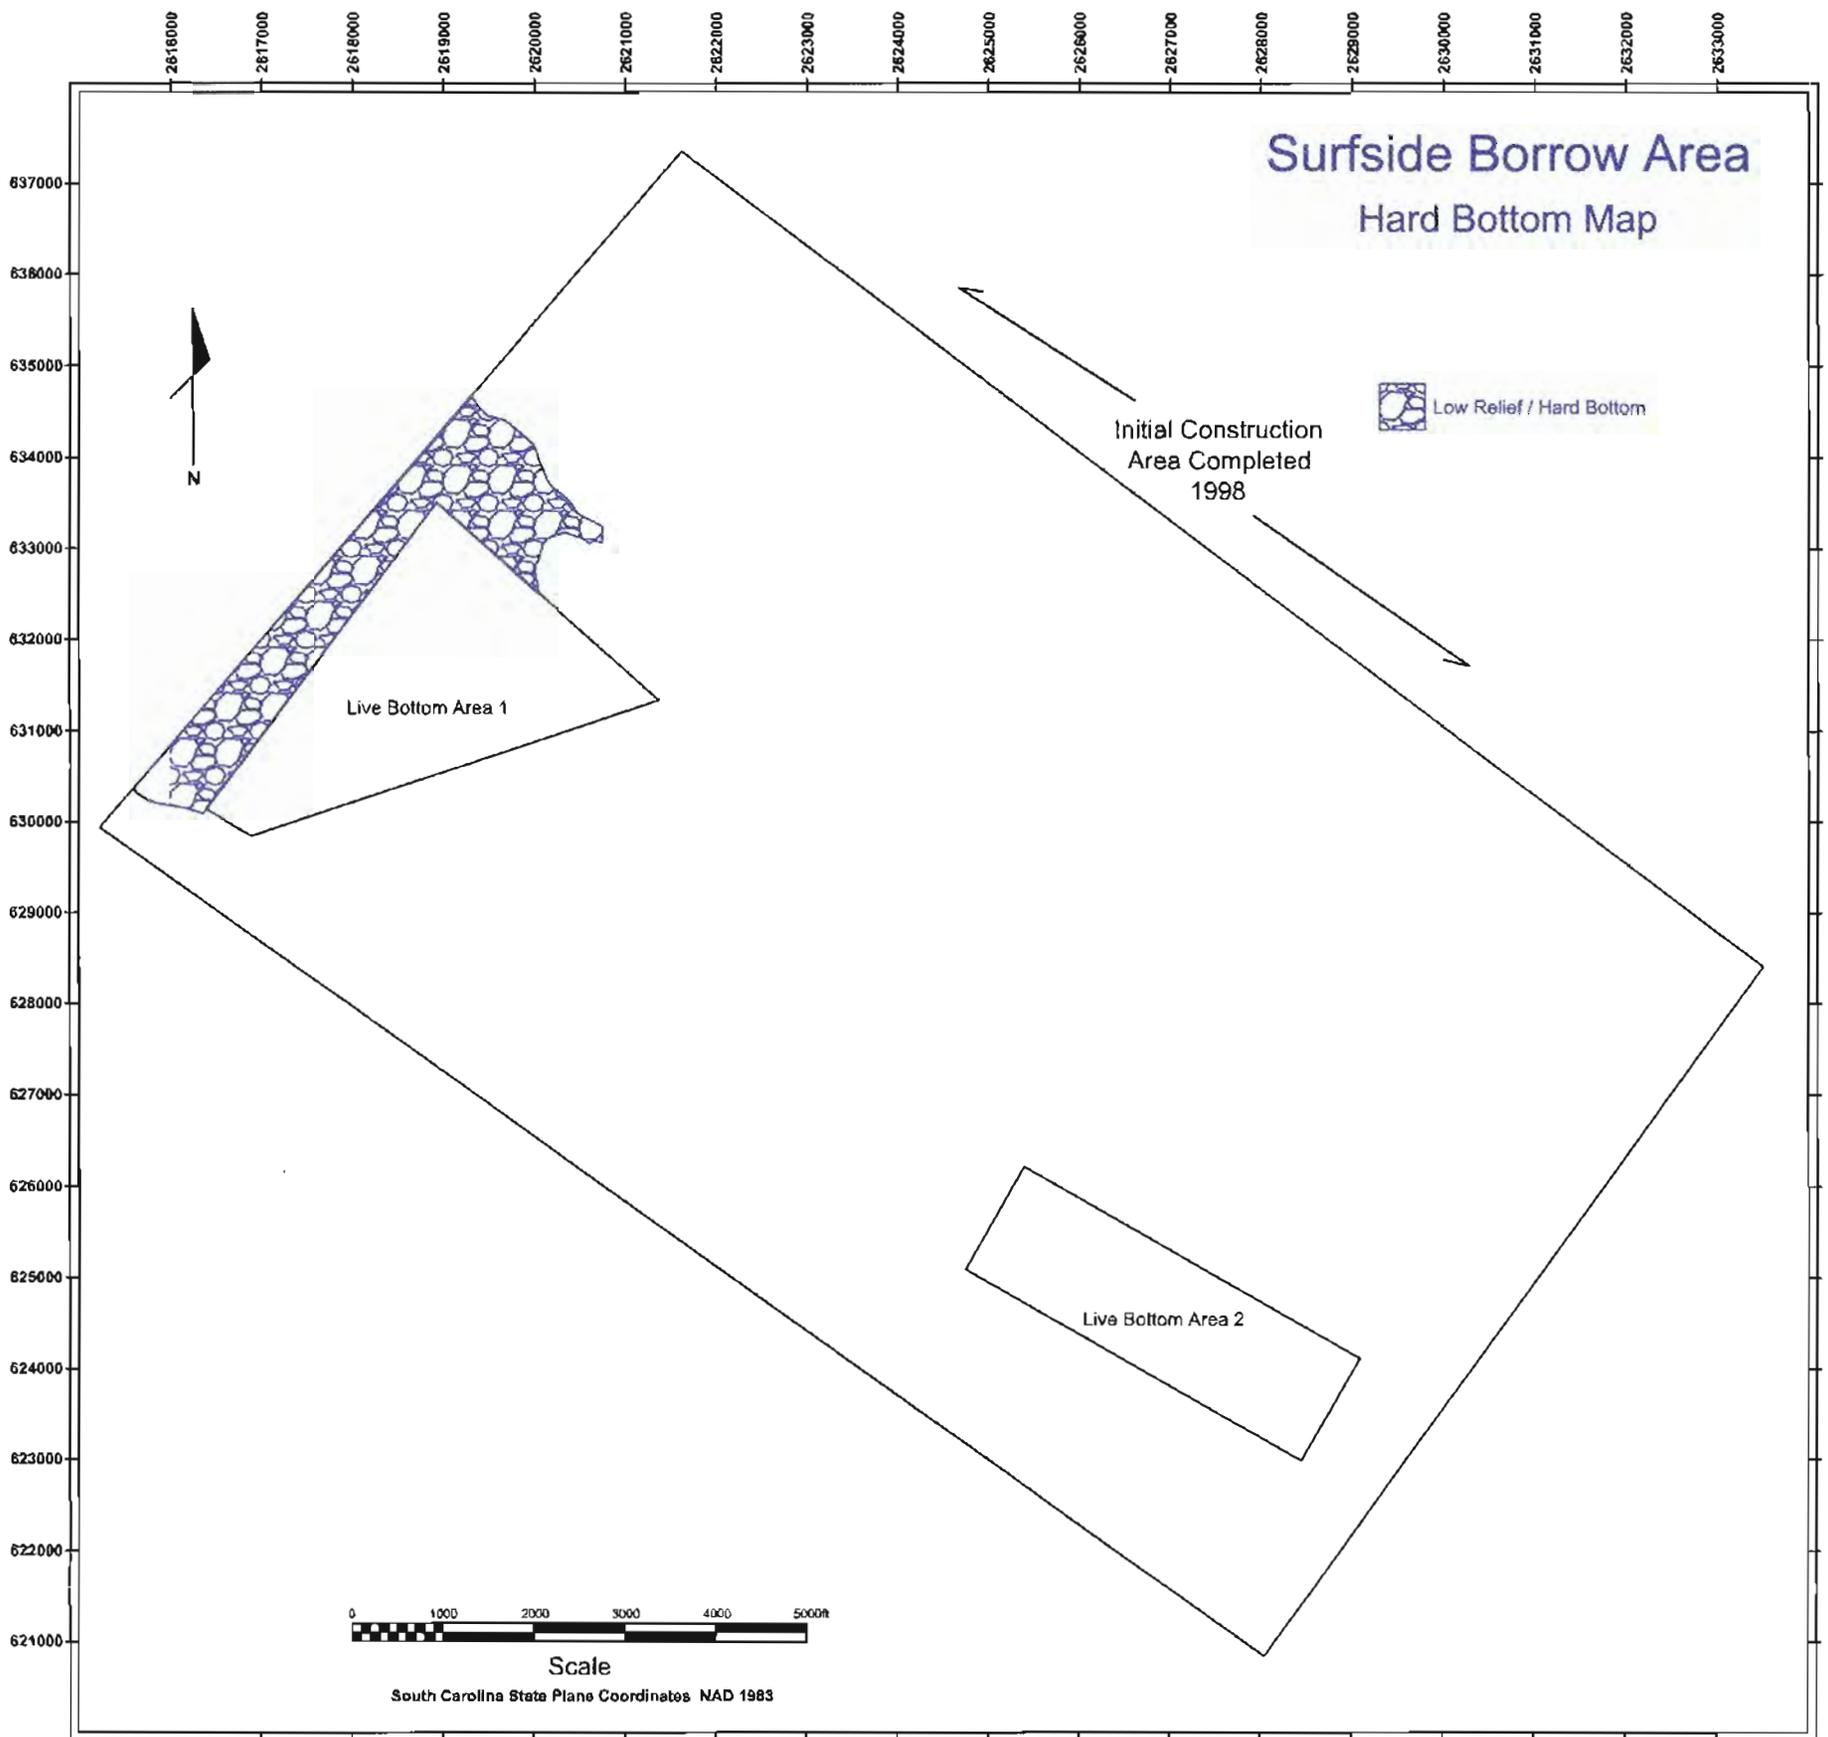 2616000 2617000 2618000 2619000 2620000 2621000 2622000 2623000 2624000 2625000 2626000 2627000 2628000 2629000 2630000 2631000 2632000 2633000
Surfside Borrow Area
Hard Bottom Map
637000
636000
635000
634000
633000
632000
631000
630000
629000
628000
627000
626000
625000
624000
623000
622000
621000
N
Low Relief / Hard Bottom
Initial Construction
Area Completed
1998
Live Bottom Area 1
Live Bottom Area 2
0 1000 2000 3000 4000 5000ft
Scale
South Carolina State Plane Coordinates NAD 1983